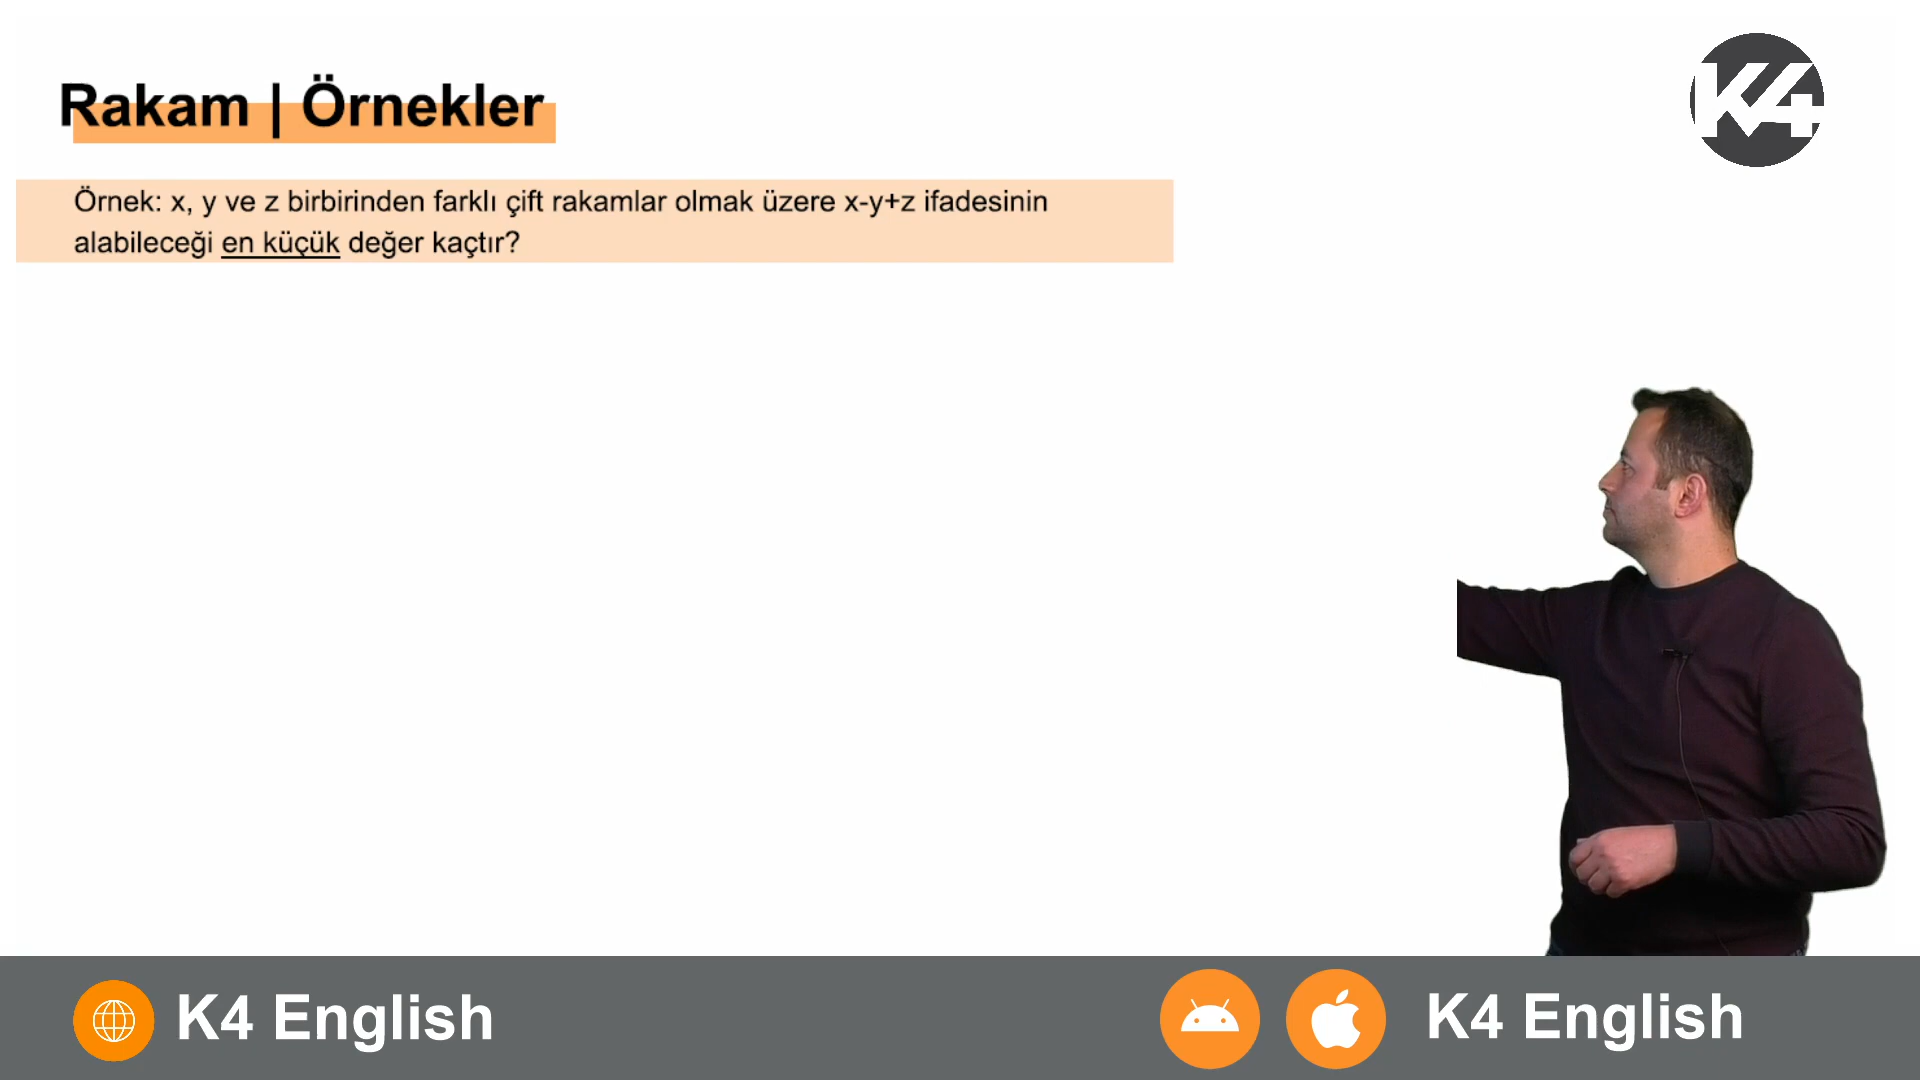 K4
Rakam | Örnekler
Örnek: x, y ve z birbirinden farklı çift rakamlar olmak üzere x-y+z ifadesinin
alabileceği en küçük değer kaçtır?
K4 English
K4 English